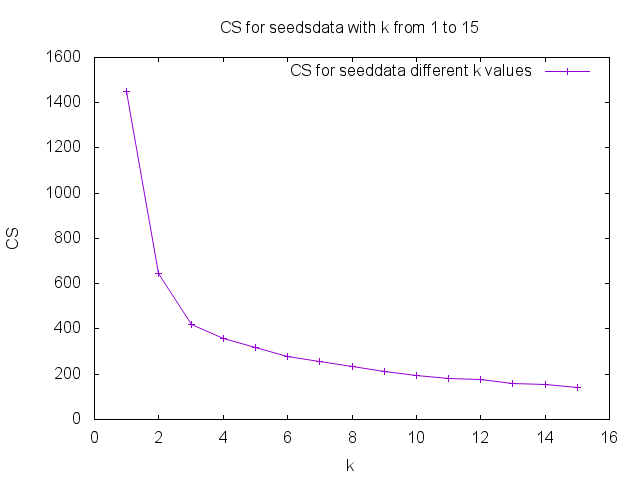 CS for seedsdata with k from 1 to 15
CS for seeddata different k values
1600
1400
1200
1000
800
600
400
200
0
CS
0 2 4 6 8 10 12 14 16
k